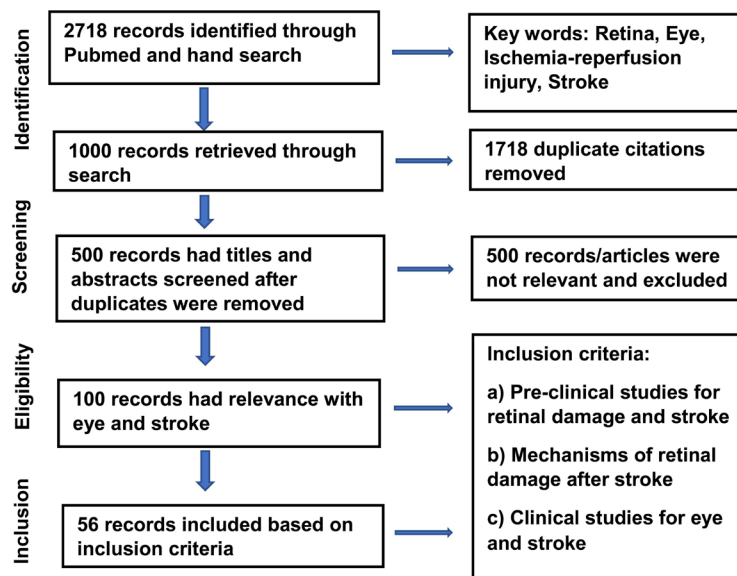 Identification
2718 records identified through
Pubmed and hand search
Key words: Retina, Eye,
Ischemia-reperfusion
injury, Stroke
1000 records retrieved through
search
1718 duplicate citations
removed
Screening
500 records had titles and
abstracts screened after
duplicates were removed
500 records/articles were
not relevant and excluded
Eligibility
100 records had relevance with
eye and stroke
Inclusion criteria:
a) Pre-clinical studies for
retinal damage and stroke
b) Mechanisms of retinal
damage after stroke
c) Clinical studies for eye
and stroke
Inclusion
56 records included based on
inclusion criteria